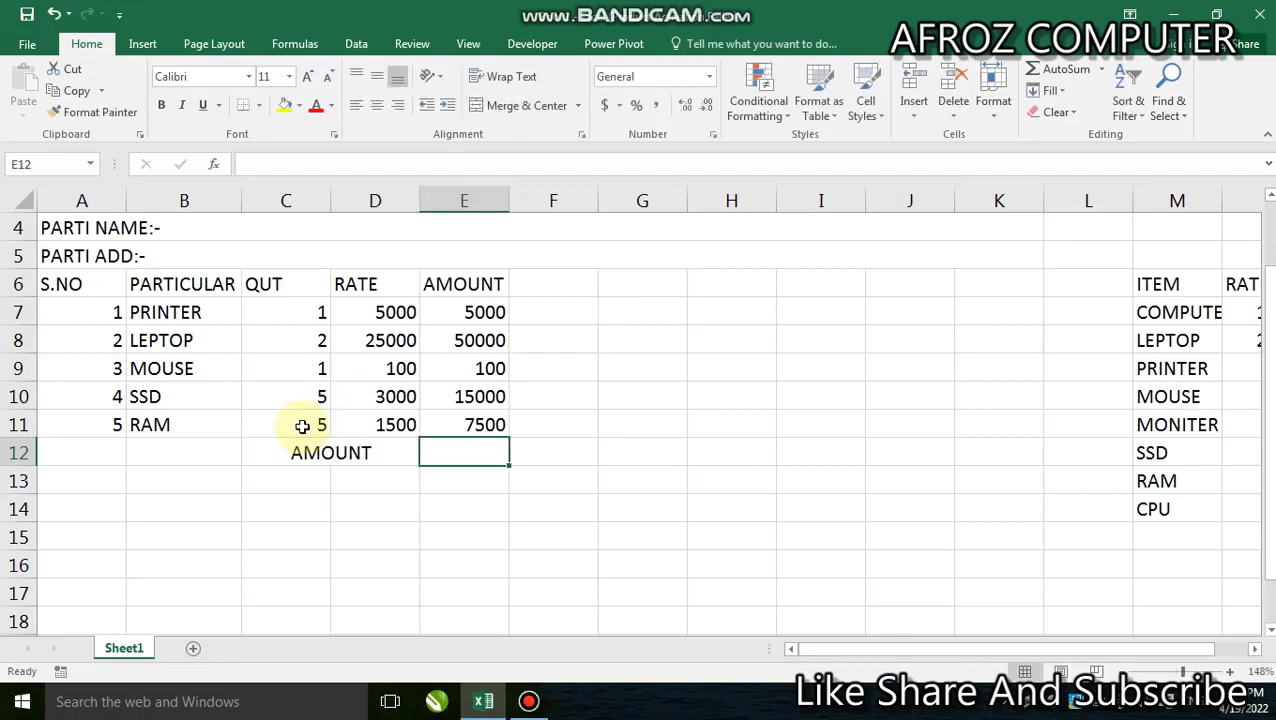 www.BANDICAM.com
AFROZ COMPUTER
File Home Insert Page Layout Formulas Data Review View Developer Power Pivot Tell me what you want to do... Share
Cut
Copy
Format Painter
Paste
Clipboard
Calibri 11
B I U
Font
Wrap Text
Merge & Center
Alignment
General
$ % ,
Number
Conditional Formatting
Format as Table
Cell Styles
Styles
Insert
Delete
Format
Cells
AutoSum
Fill
Clear
Sort & Filter
Find & Select
Editing
E12 fx
A B C D E F G H I J K L M
4 PARTI NAME:-
5 PARTI ADD:-
6 S.NO PARTICULAR QUT RATE AMOUNT ITEM RAT
7 1 PRINTER 1 5000 5000 COMPUTE 1
8 2 LEPTOP 2 25000 50000 LEPTOP 2
9 3 MOUSE 1 100 100 PRINTER
10 4 SSD 5 3000 15000 MOUSE
11 5 RAM 5 1500 7500 MONITER
12 AMOUNT SSD
13 RAM
14 CPU
15
16
17
18
Sheet1
Ready 148%
Search the web and Windows
Like Share And Subscribe
4/19/2022